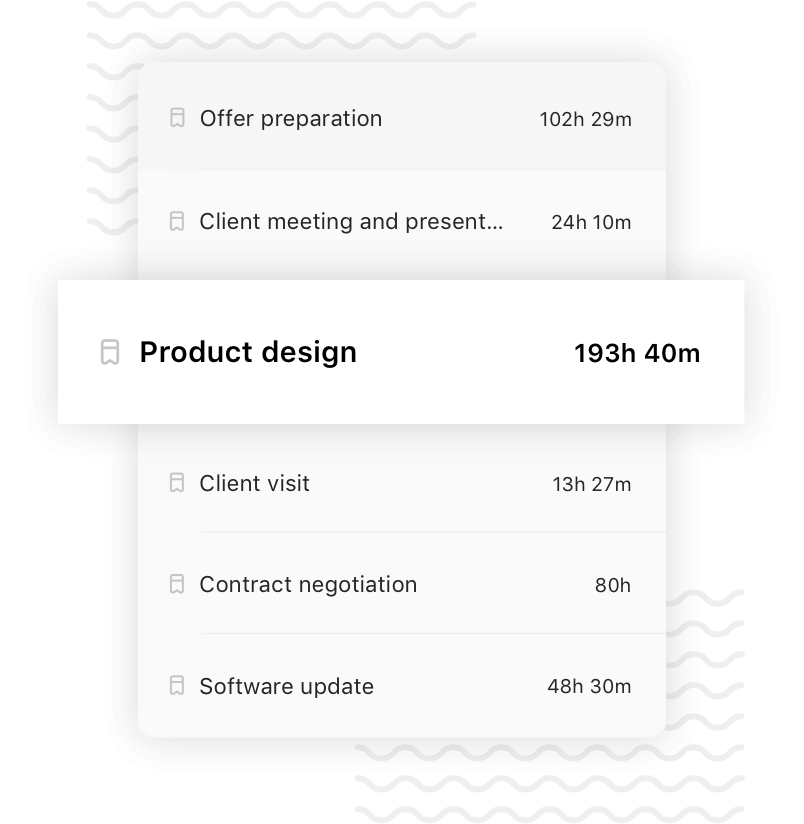 Offer preparation 102h 29m
Client meeting and present... 24h 10m
Product design 193h 40m
Client visit 13h 27m
Contract negotiation 80h
Software update 48h 30m